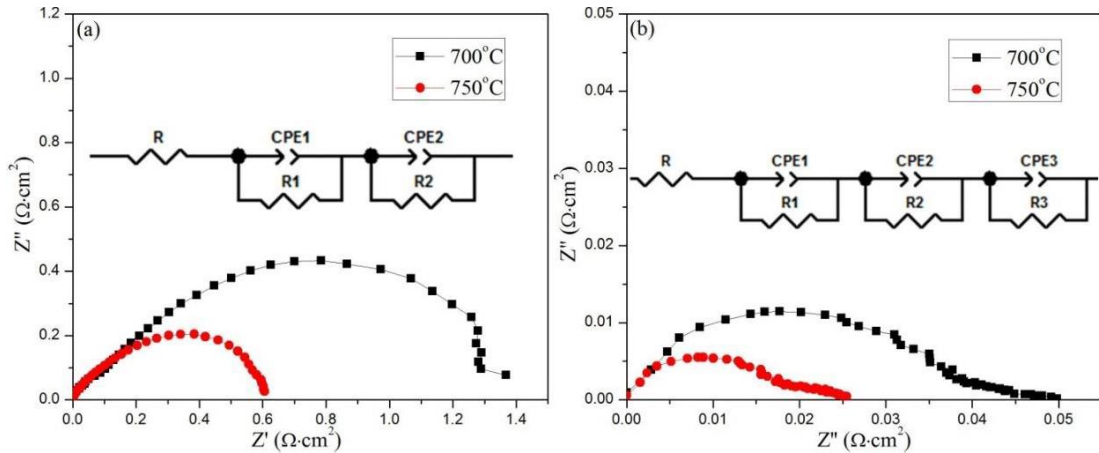 (a)
700°C
750°C
R
CPE1
CPE2
R1
R2
Z'' (Ω·cm²)
1.2
1.0
0.8
0.6
0.4
0.2
0.0
0.0 0.2 0.4 0.6 0.8 1.0 1.2 1.4
Z' (Ω·cm²)
(b)
700°C
750°C
R
CPE1
CPE2
CPE3
R1
R2
R3
Z'' (Ω·cm²)
0.05
0.04
0.03
0.02
0.01
0.00
0.00 0.01 0.02 0.03 0.04 0.05
Z'' (Ω·cm²)